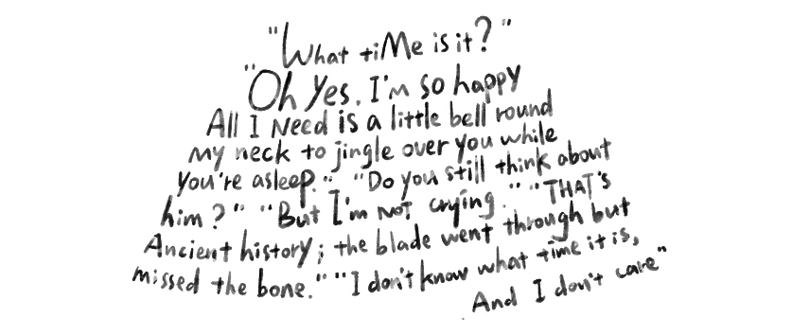 "What tiMe is it?"
"Oh Yes. I'm so happy
All I Need is a little bell round
my neck to jingle over you while
you're asleep." "Do you still think about
him?" "But I'm NOT crying." "THAT's
Ancient history; the blade went through but
missed the bone." "I don't know what time it is,
And I don't care"